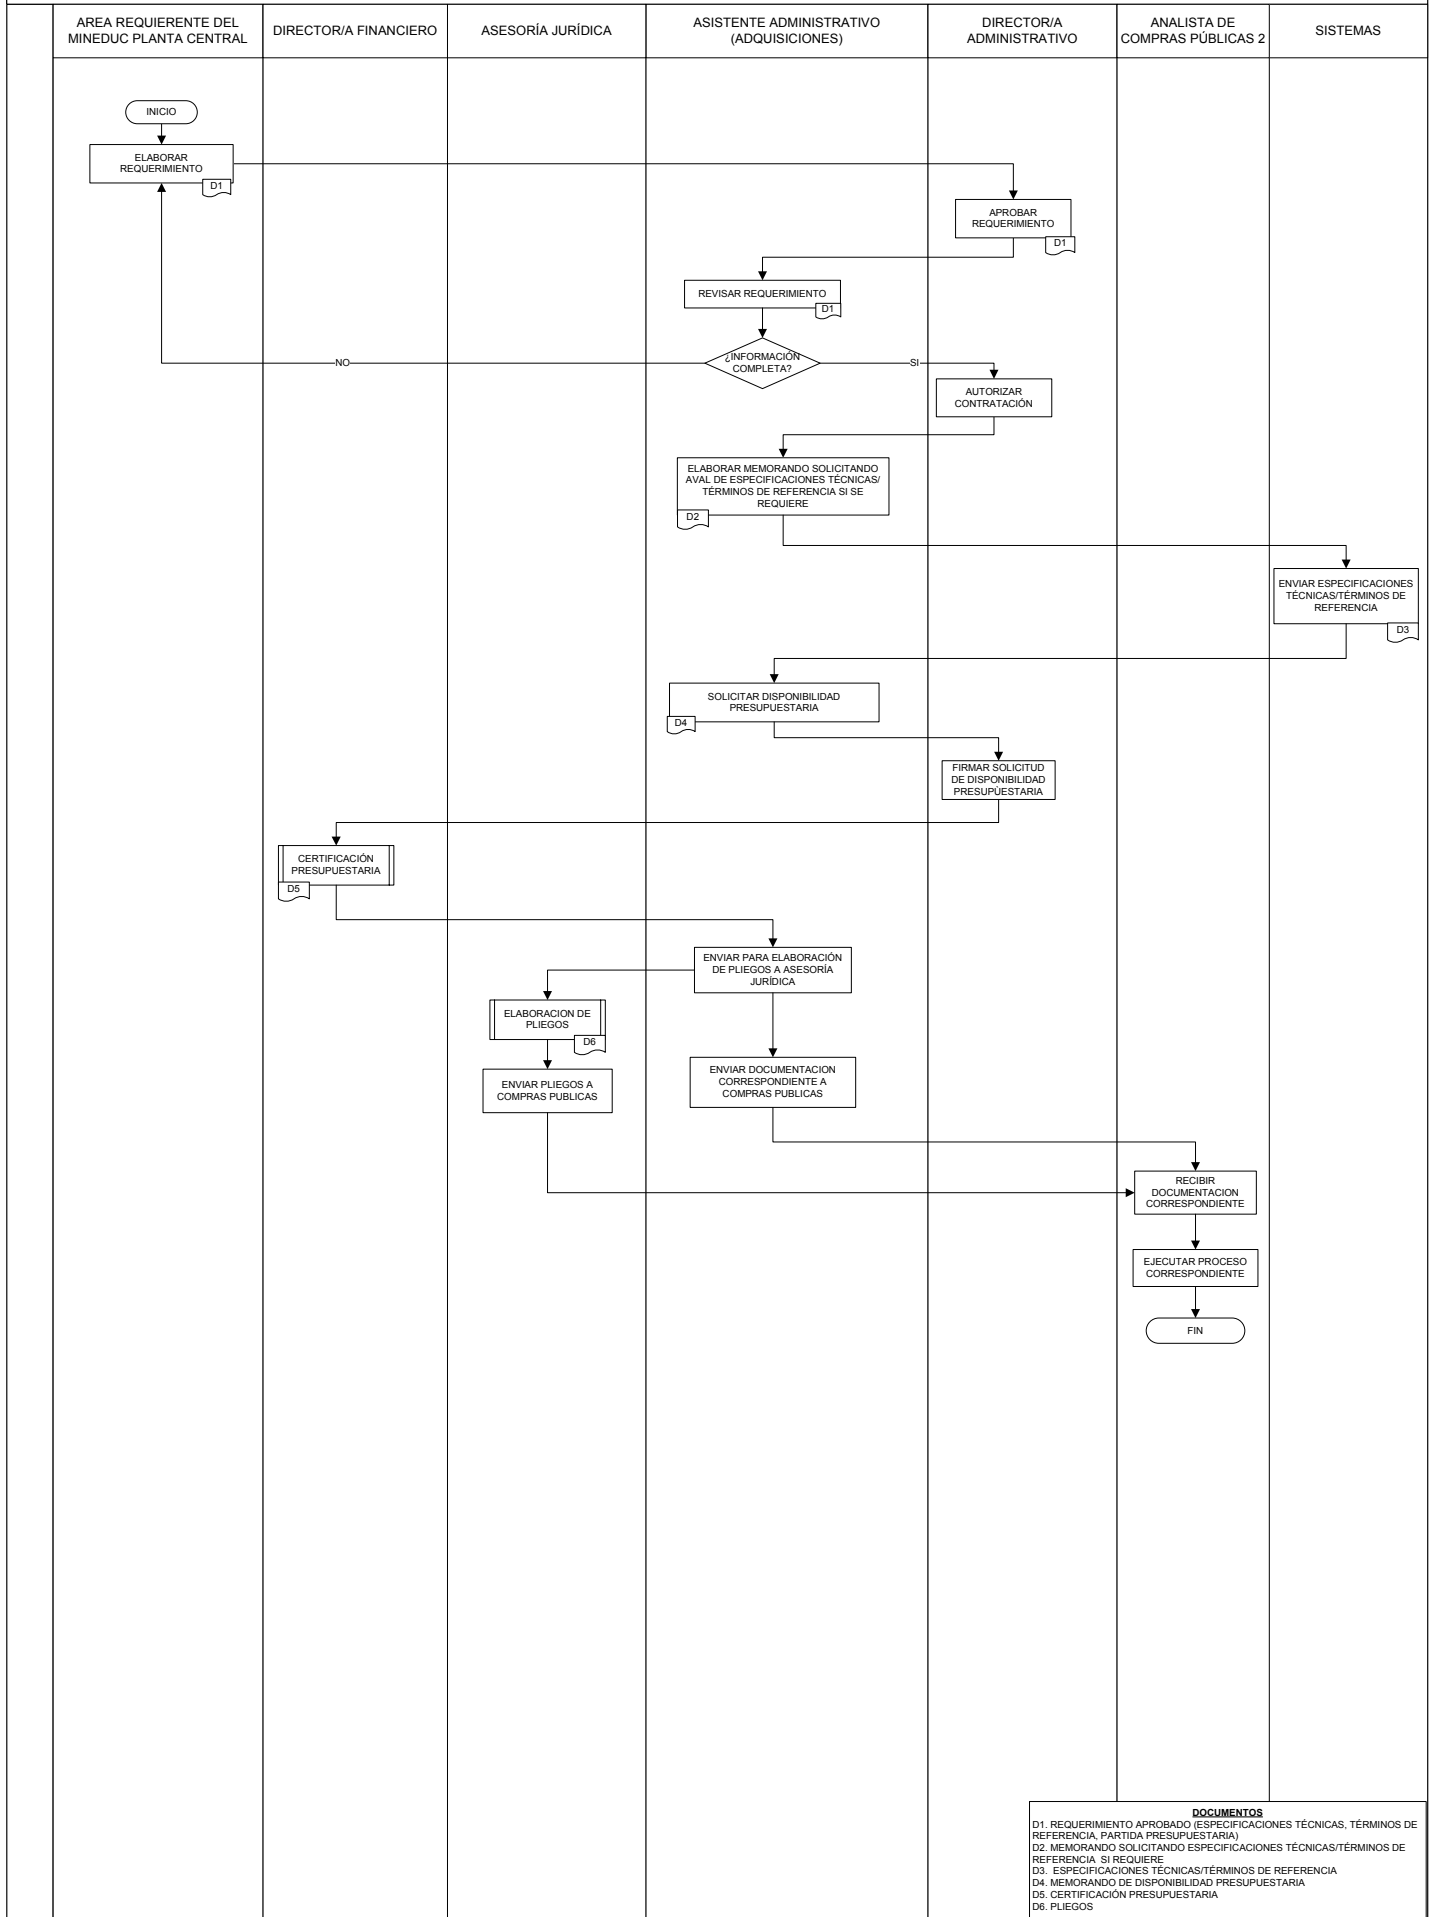 AREA REQUIERENTE DEL
MINEDUC PLANTA CENTRAL
DIRECTOR/A FINANCIERO
ASESORÍA JURÍDICA
ASISTENTE ADMINISTRATIVO
(ADQUISICIONES)
DIRECTOR/A
ADMINISTRATIVO
ANALISTA DE
COMPRAS PÚBLICAS 2
SISTEMAS
INICIO
ELABORAR
REQUERIMIENTO
D1
APROBAR
REQUERIMIENTO
D1
REVISAR REQUERIMIENTO
D1
¿INFORMACIÓN
COMPLETA?
NO
SI
AUTORIZAR
CONTRATACIÓN
ELABORAR MEMORANDO SOLICITANDO
AVAL DE ESPECIFICACIONES TÉCNICAS/
TÉRMINOS DE REFERENCIA SI SE
REQUIERE
D2
ENVIAR ESPECIFICACIONES
TÉCNICAS/TÉRMINOS DE
REFERENCIA
D3
SOLICITAR DISPONIBILIDAD
PRESUPUESTARIA
D4
FIRMAR SOLICITUD
DE DISPONIBILIDAD
PRESUPÙESTARIA
CERTIFICACIÓN
PRESUPUESTARIA
D5
ENVIAR PARA ELABORACIÓN
DE PLIEGOS A ASESORÍA
JURÍDICA
ELABORACION DE
PLIEGOS
D6
ENVIAR PLIEGOS A
COMPRAS PUBLICAS
ENVIAR DOCUMENTACION
CORRESPONDIENTE A
COMPRAS PUBLICAS
RECIBIR
DOCUMENTACION
CORRESPONDIENTE
EJECUTAR PROCESO
CORRESPONDIENTE
FIN
DOCUMENTOS
D1. REQUERIMIENTO APROBADO (ESPECIFICACIONES TÉCNICAS, TÉRMINOS DE
REFERENCIA, PARTIDA PRESUPUESTARIA)
D2. MEMORANDO SOLICITANDO ESPECIFICACIONES TÉCNICAS/TÉRMINOS DE
REFERENCIA SI REQUIERE
D3. ESPECIFICACIONES TÉCNICAS/TÉRMINOS DE REFERENCIA
D4. MEMORANDO DE DISPONIBILIDAD PRESUPUESTARIA
D5. CERTIFICACIÓN PRESUPUESTARIA
D6. PLIEGOS